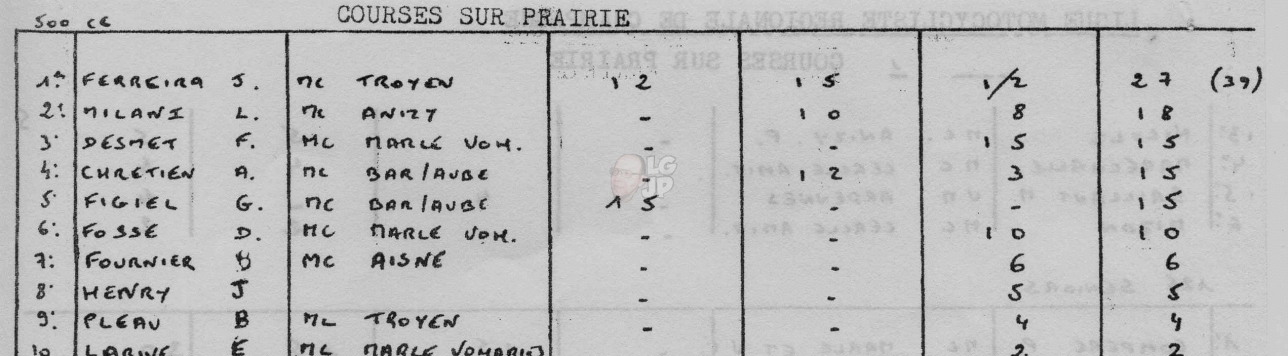 500 cc COURSES SUR PRAIRIE
1° FERREIRA J. MC TROYEN 12 15 1/2 27 (39)
2° MILANI L. MC ANIZY - 10 8 18
3° DESMET F. MC MARLE VOH. - - 15 15
4° CHRETIEN A. MC BAR/AUBE - 12 3 15
5° FIGIEL G. MC BAR/AUBE 15 - - 15
6° FOSSE D. MC MARLE VOH. - - 10 10
7° FOURNIER MC AISNE - - 6 6
8° HENRY J - - 5 5
9° PLEAU B MC TROYEN - - 4 4
10 LARIVE E MC MARLE - - 2 2
LG
JP